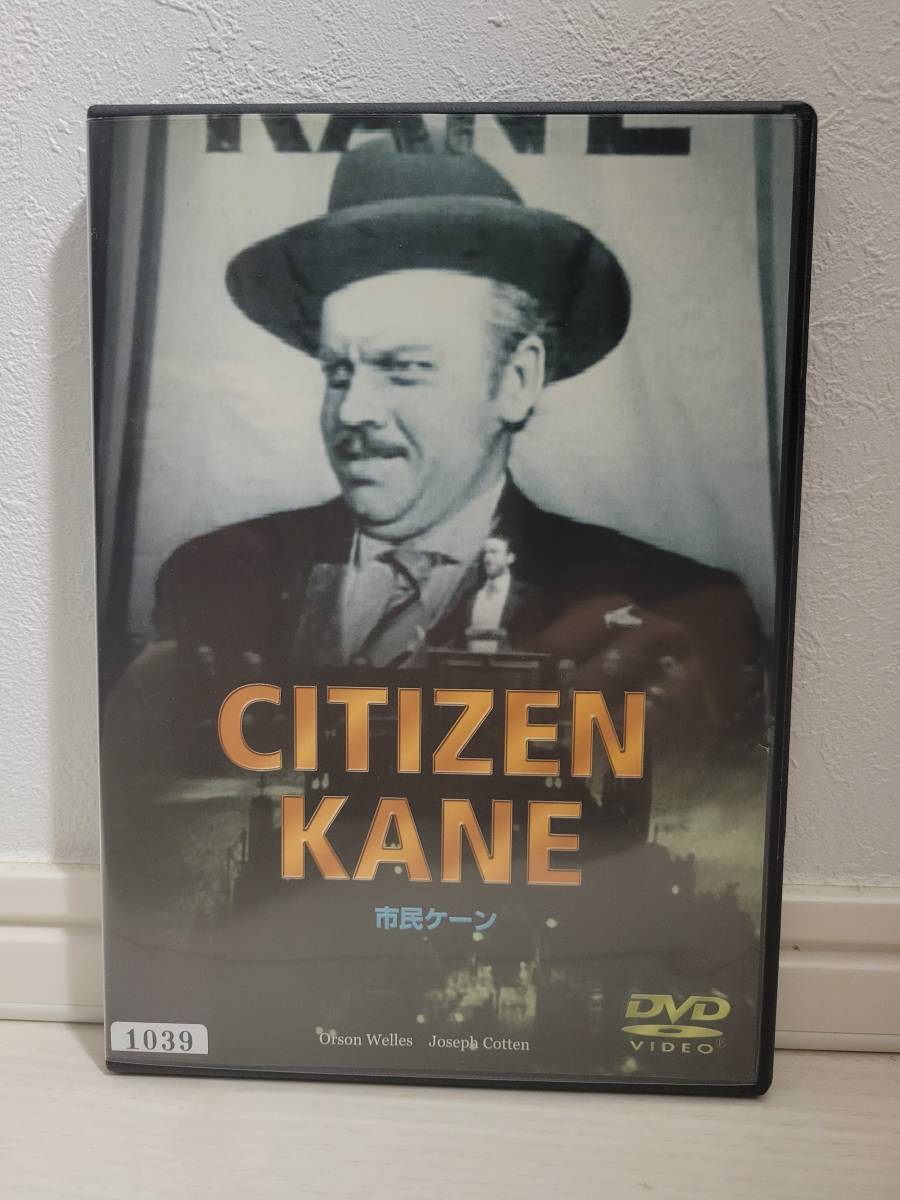 KANE
CITIZEN
KANE
市民ケーン
1039
Orson Welles Joseph Cotten
DVD
VIDEO